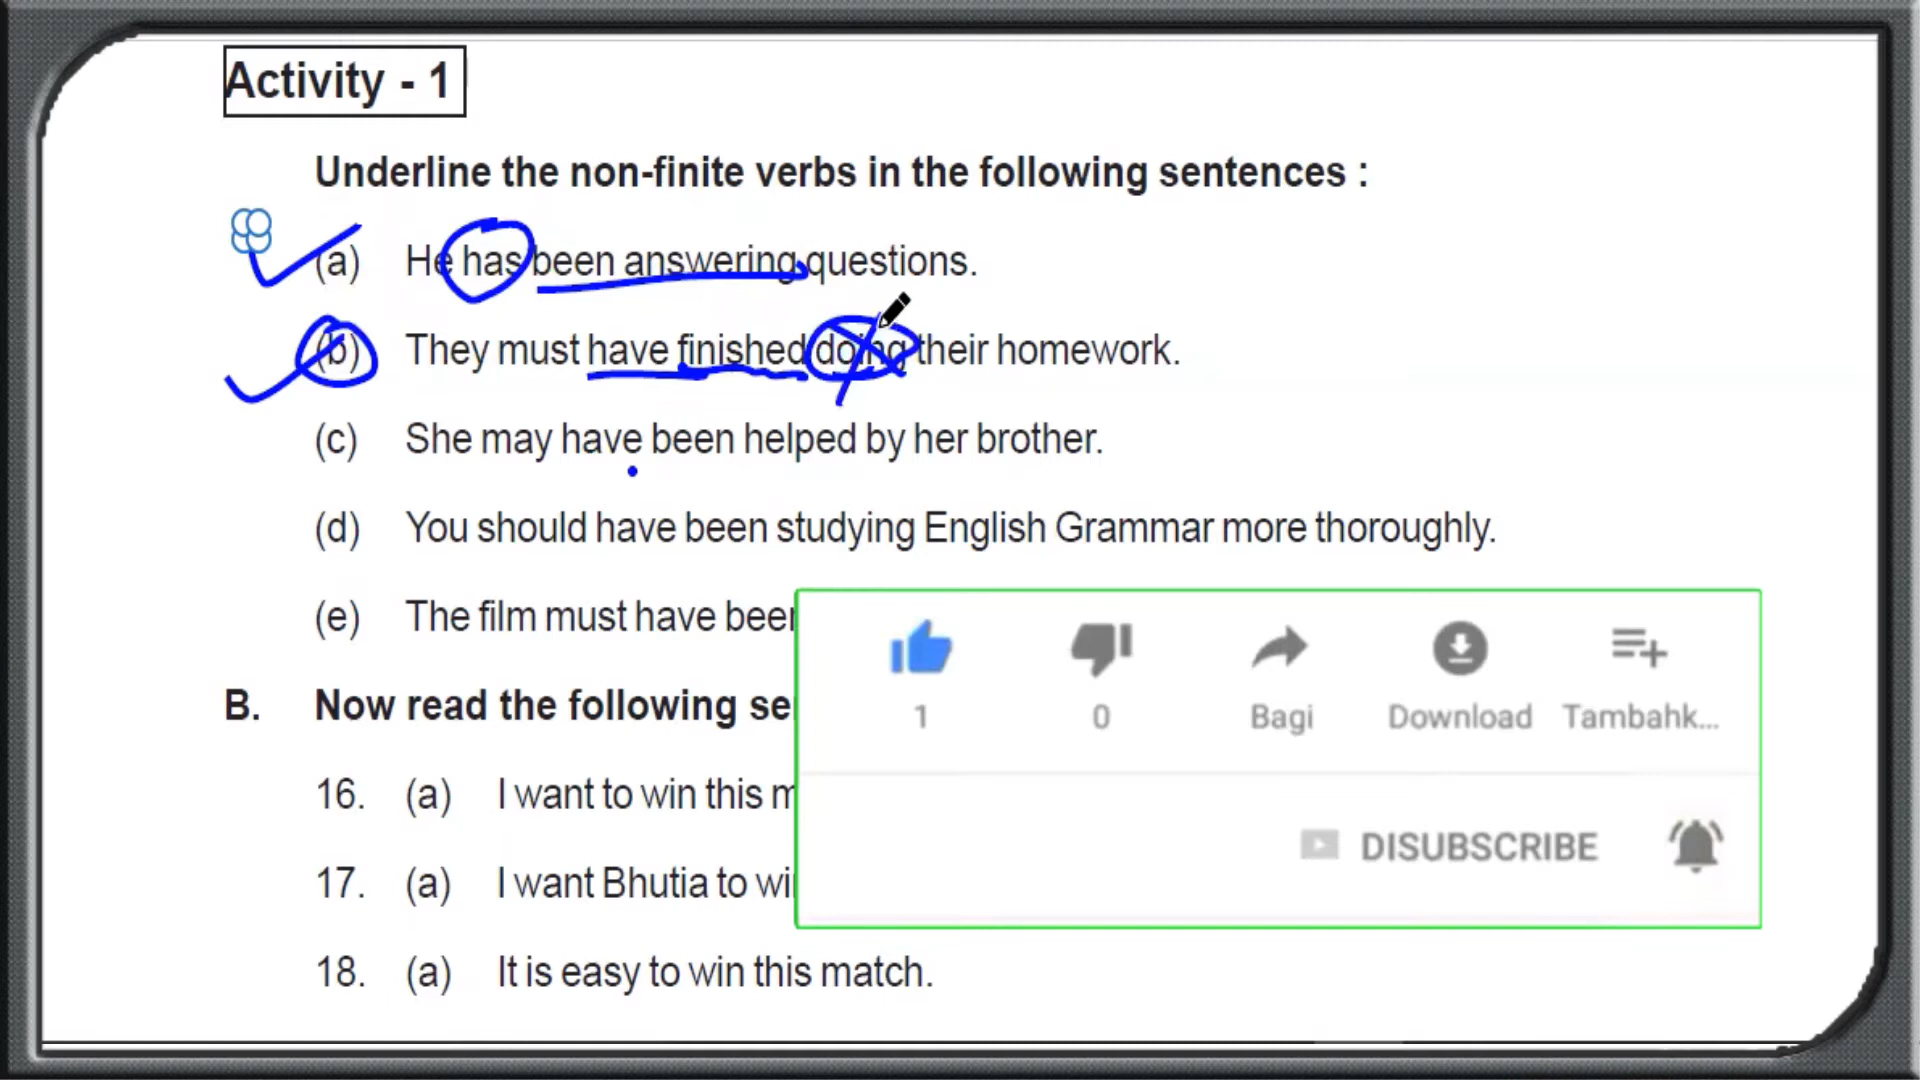 Activity - 1
Underline the non-finite verbs in the following sentences :
(a) He has been answering questions.
(b) They must have finished doing their homework.
(c) She may have been helped by her brother.
(d) You should have been studying English Grammar more thoroughly.
(e) The film must have been
B. Now read the following se
16. (a) I want to win this m
17. (a) I want Bhutia to wi
18. (a) It is easy to win this match.
1 0 Bagi Download Tambahk...
DISUBSCRIBE